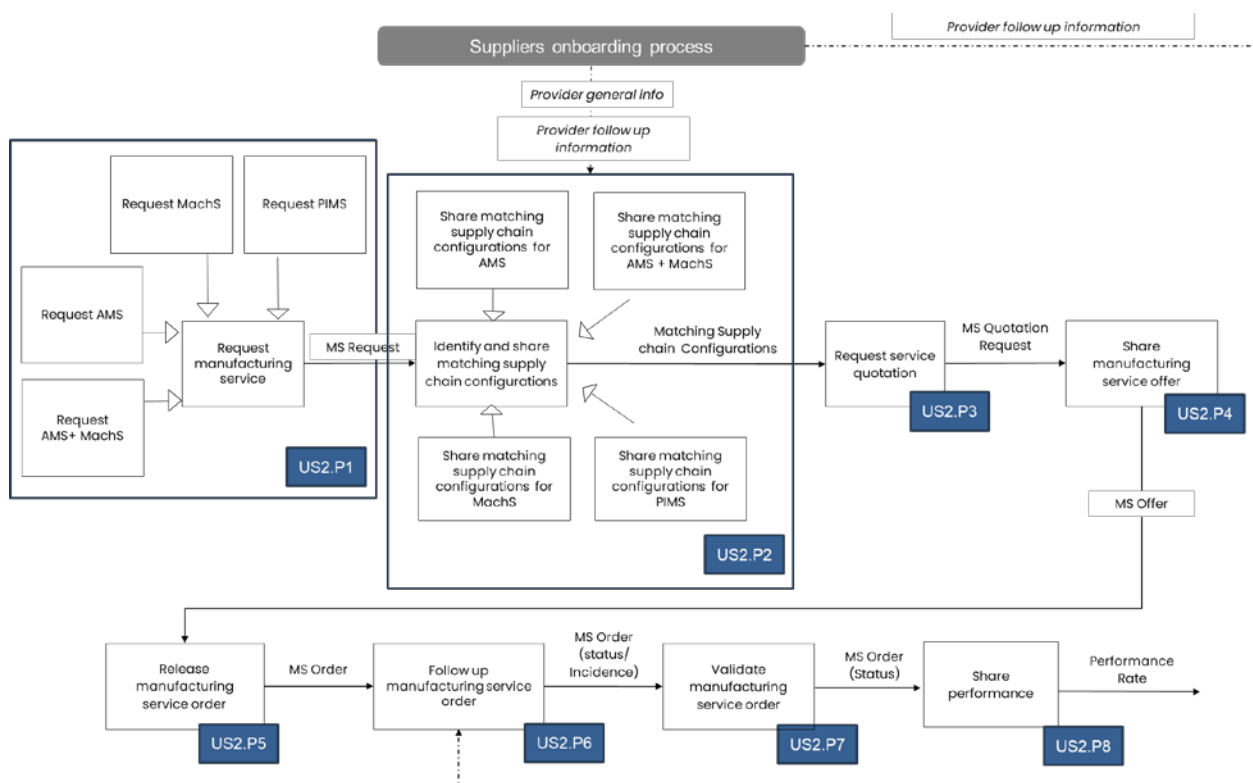 Suppliers onboarding process
Provider follow up information
Provider general info
Provider follow up
information
Request MachS
Request PIMS
Request AMS
Request
AMS+ MachS
Request
manufacturing
service
US2.P1
MS Request
Share matching
supply chain
configurations for
AMS
Share matching
supply chain
configurations for
AMS + MachS
Identify and share
matching supply
chain configurations
Share matching
supply chain
configurations for
MachS
Share matching
supply chain
configurations for
PIMS
US2.P2
Matching Supply
chain Configurations
Request service
quotation
US2.P3
MS Quotation
Request
Share
manufacturing
service offer
US2.P4
MS Offer
Release
manufacturing
service order
US2.P5
MS Order
Follow up
manufacturing service
order
US2.P6
MS Order
(status/
Incidence)
Validate
manufacturing
service order
US2.P7
MS Order
(Status)
Share
performance
US2.P8
Performance
Rate